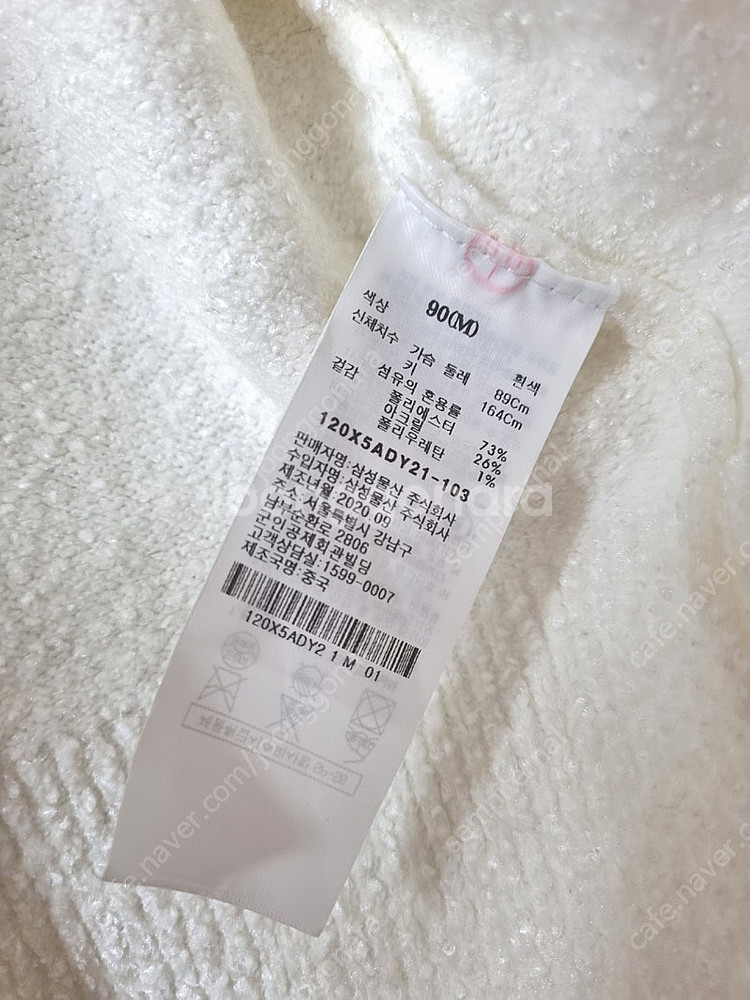 90(M)
색상 흰색
신체치수 가슴 둘레 89Cm
키 164Cm
겉감 섬유의 혼용률
폴리에스터 73%
아크릴 26%
폴리우레탄 1%
120X5ADY21-103
판매자명:삼성물산 주식회사
수입자명:삼성물산 주식회사
제조년월:2020.09
주소:서울특별시 강남구
남부순환로 2806
군인공제회관빌딩
고객상담실:1599-0007
제조국명:중국
120X5ADY2 1 M 01
joonggonara
cafe.naver.com/joonggonara